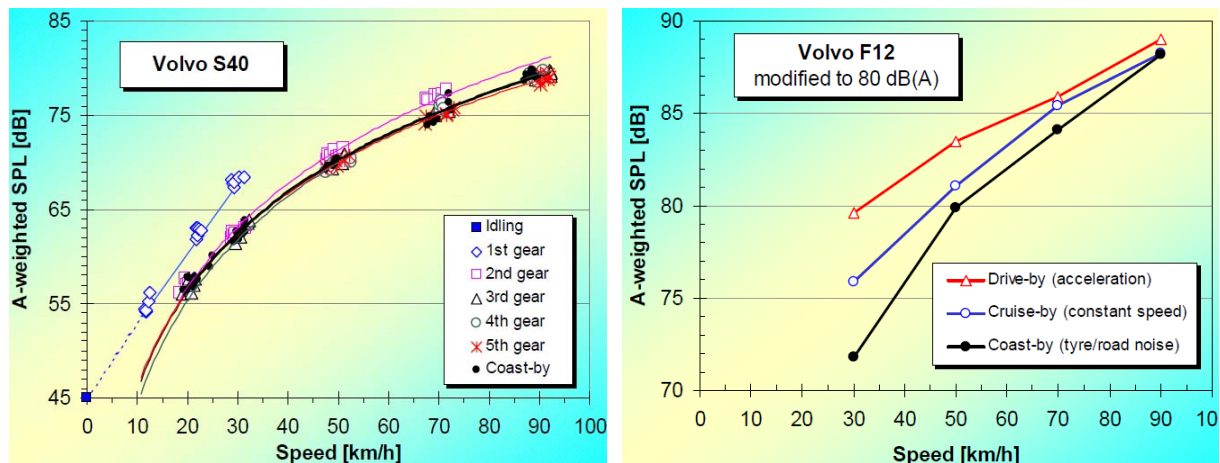 85
75
65
55
45
A-weighted SPL [dB]
Volvo S40
Idling
1st gear
2nd gear
3rd gear
4th gear
5th gear
Coast-by
0 10 20 30 40 50 60 70 80 90 100
Speed [km/h]
90
85
80
75
70
A-weighted SPL [dB]
Volvo F12
modified to 80 dB(A)
Drive-by (acceleration)
Cruise-by (constant speed)
Coast-by (tyre/road noise)
0 10 20 30 40 50 60 70 80 90 100
Speed [km/h]